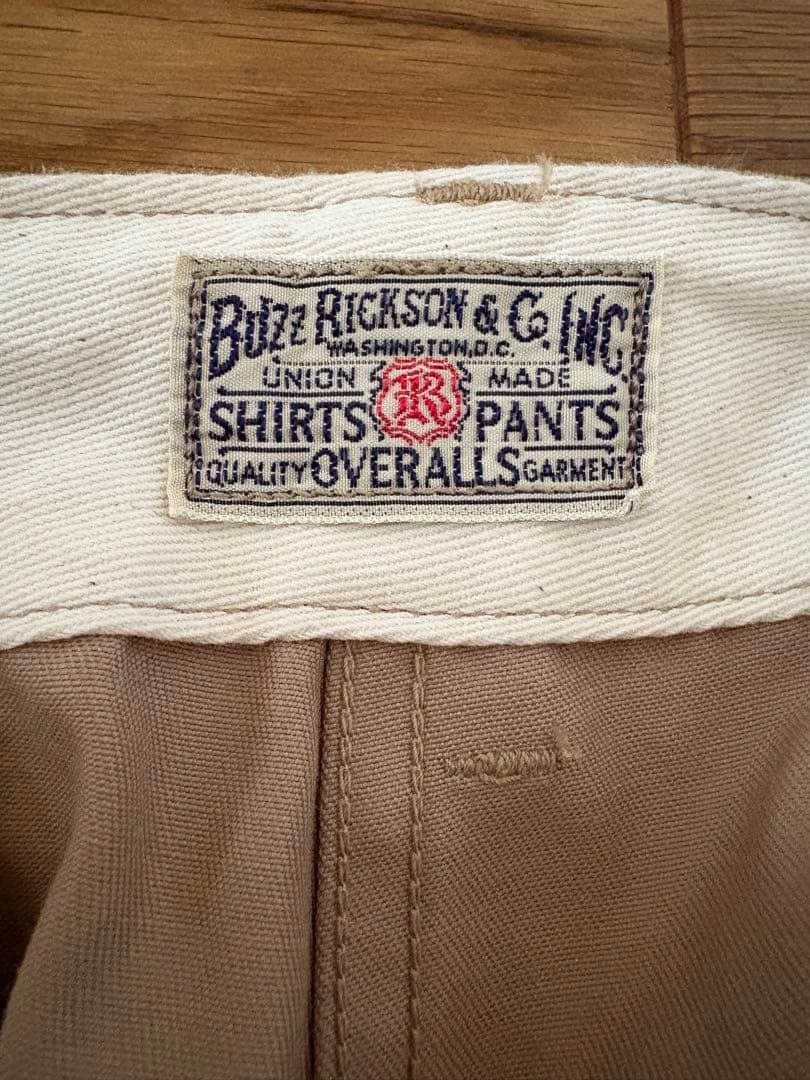 BUZZ RICKSON & CO. INC.
WASHINGTON, D.C.
UNION MADE
R
SHIRTS PANTS
QUALITY OVERALLS GARMENT